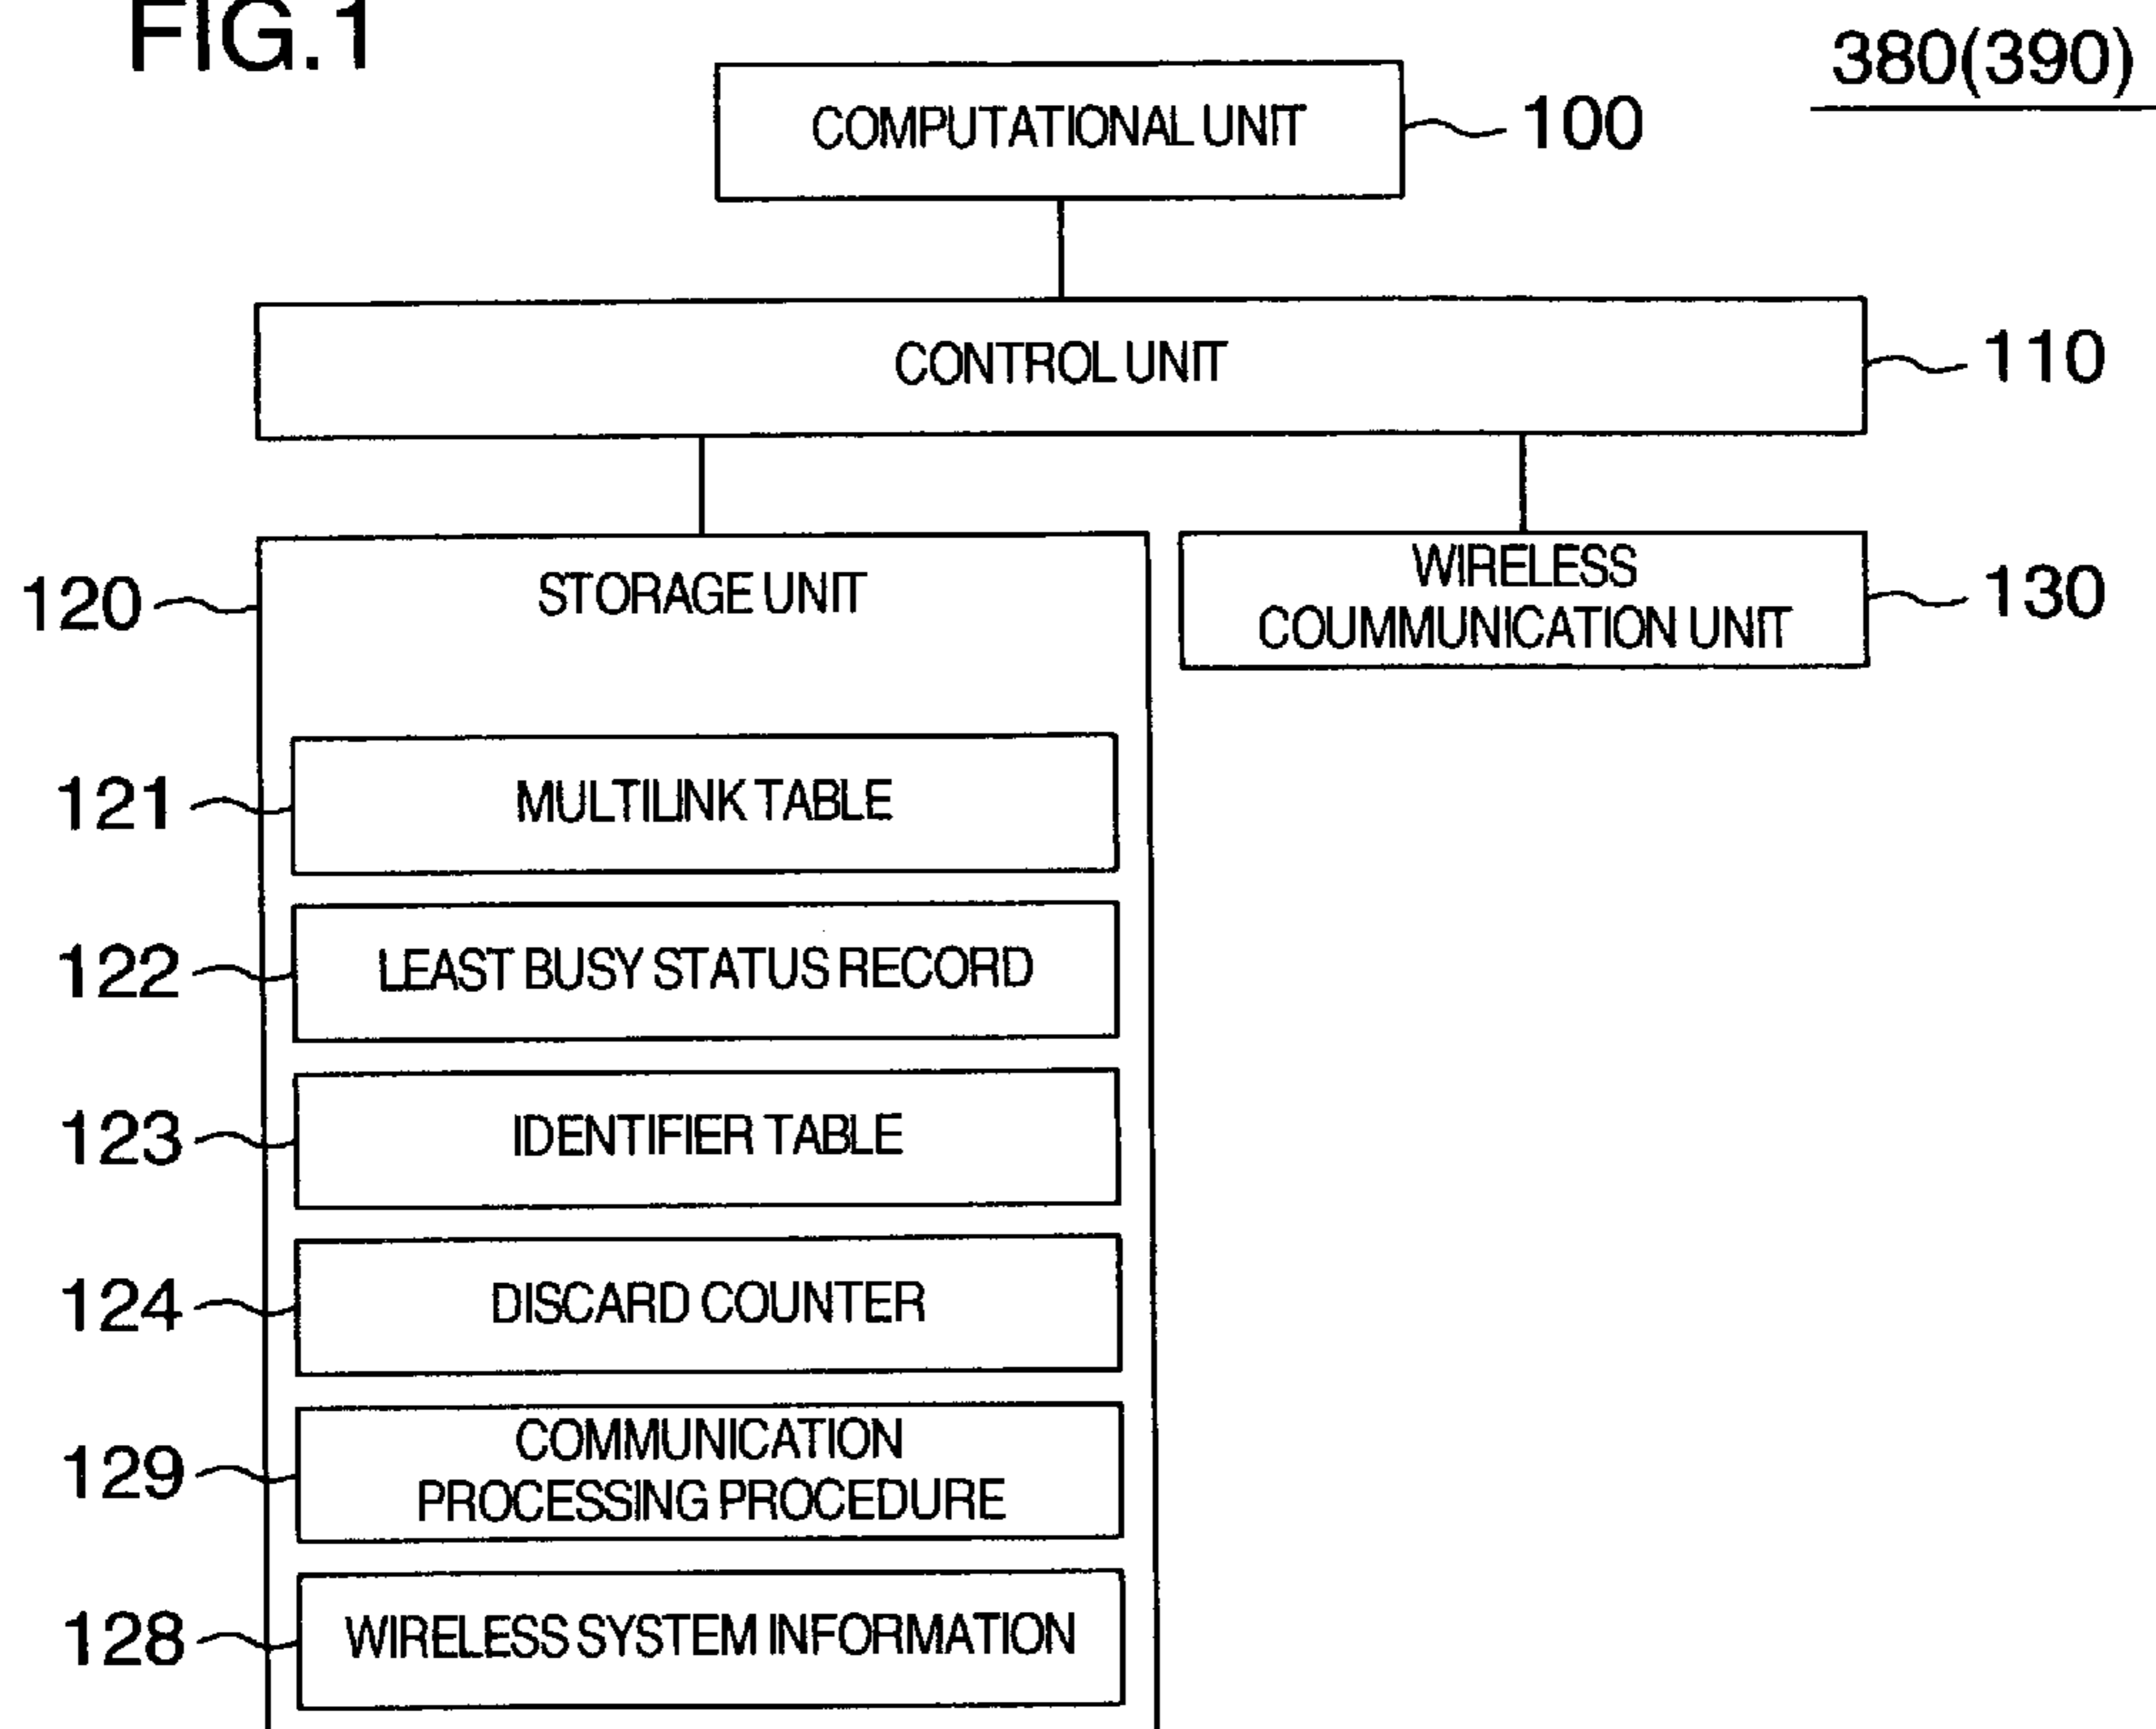 FIG.1
380(390)
COMPUTATIONAL UNIT
100
CONTROL UNIT
110
120
STORAGE UNIT
WIRELESS
COUMMUNICATION UNIT
130
121
MULTILINK TABLE
122
LEAST BUSY STATUS RECORD
123
IDENTIFIER TABLE
124
DISCARD COUNTER
129
COMMUNICATION
PROCESSING PROCEDURE
128
WIRELESS SYSTEM INFORMATION